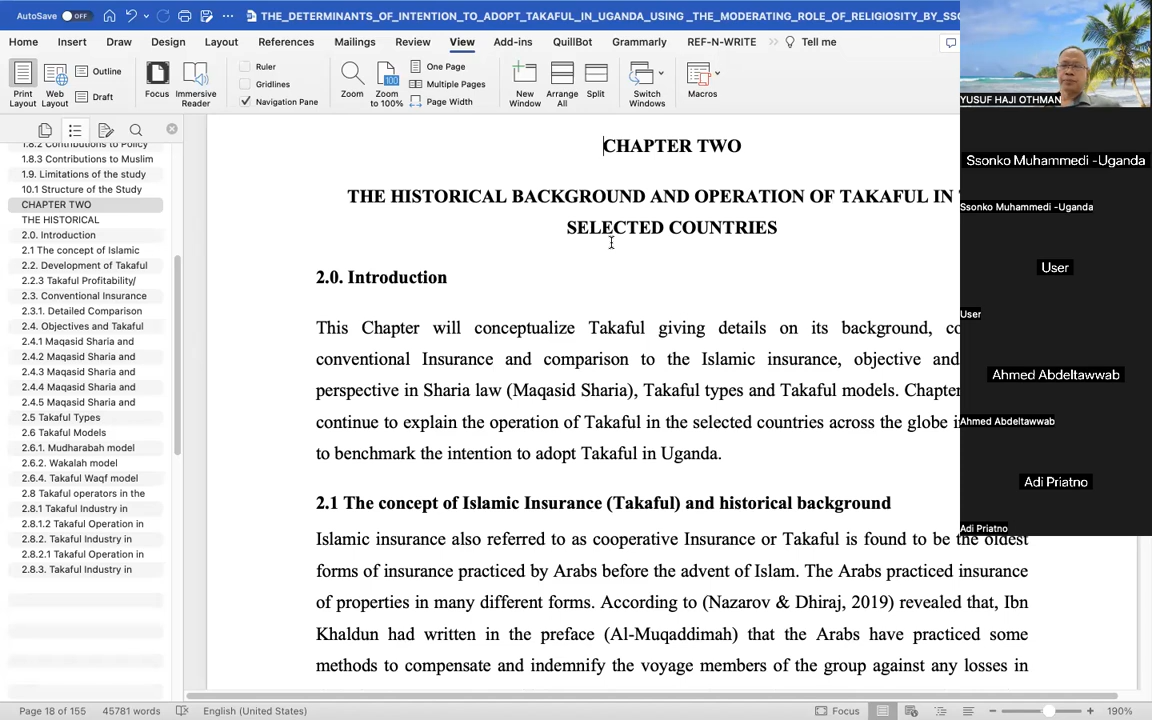 AutoSave OFF
THE_DETERMINANTS_OF_INTENTION_TO_ADOPT_TAKAFUL_IN_UGANDA_USING _THE_MODERATING_ROLE_OF_RELIGIOSITY_BY_SSO
Home Insert Draw Design Layout References Mailings Review View Add-ins QuillBot Grammarly REF-N-WRITE Tell me
Print Layout
Web Layout
Outline
Draft
Focus
Immersive Reader
Ruler
Gridlines
Navigation Pane
Zoom
100
Zoom to 100%
One Page
Multiple Pages
Page Width
New Window
Arrange All
Split
Switch Windows
Macros
1.8.2 Contributions to Policy
1.8.3 Contributions to Muslim
1.9. Limitations of the study
10.1 Structure of the Study
CHAPTER TWO
THE HISTORICAL
2.0. Introduction
2.1 The concept of Islamic
2.2. Development of Takaful
2.2.3 Takaful Profitability/
2.3. Conventional Insurance
2.3.1. Detailed Comparison
2.4. Objectives and Takaful
2.4.1 Maqasid Sharia and
2.4.2 Maqasid Sharia and
2.4.3 Maqasid Sharia and
2.4.4 Maqasid Sharia and
2.4.5 Maqasid Sharia and
2.5 Takaful Types
2.6 Takaful Models
2.6.1. Mudharabah model
2.6.2. Wakalah model
2.6.4. Takaful Waqf model
2.8 Takaful operators in the
2.8.1 Takaful Industry in
2.8.1.2 Takaful Operation in
2.8.2. Takaful Industry in
2.8.2.1 Takaful Operation in
2.8.3. Takaful Industry in
CHAPTER TWO
THE HISTORICAL BACKGROUND AND OPERATION OF TAKAFUL IN
SELECTED COUNTRIES
2.0. Introduction
This Chapter will conceptualize Takaful giving details on its background, co
conventional Insurance and comparison to the Islamic insurance, objective and
perspective in Sharia law (Maqasid Sharia), Takaful types and Takaful models. Chapter
continue to explain the operation of Takaful in the selected countries across the globe i
to benchmark the intention to adopt Takaful in Uganda.
2.1 The concept of Islamic Insurance (Takaful) and historical background
Islamic insurance also referred to as cooperative Insurance or Takaful is found to be the oldest
forms of insurance practiced by Arabs before the advent of Islam. The Arabs practiced insurance
of properties in many different forms. According to (Nazarov & Dhiraj, 2019) revealed that, Ibn
Khaldun had written in the preface (Al-Muqaddimah) that the Arabs have practiced some
methods to compensate and indemnify the voyage members of the group against any losses in
YUSUF HAJI OTHMAN
Ssonko Muhammedi -Uganda
Ssonko Muhammedi -Uganda
User
User
Ahmed Abdeltawwab
Ahmed Abdeltawwab
Adi Priatno
Adi Priatno
Page 18 of 155 45781 words English (United States) Focus 190%